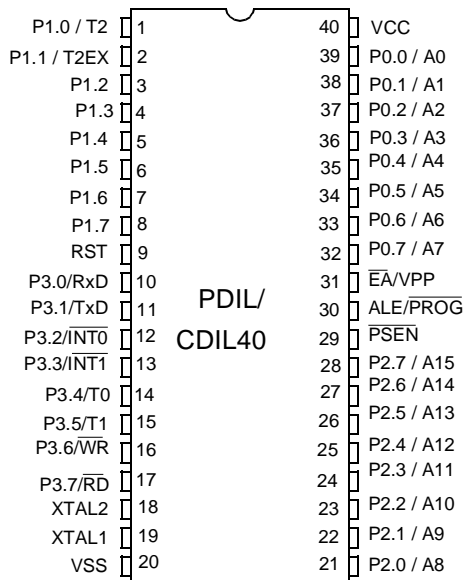 P1.0 / T2 1 40 VCC
P1.1 / T2EX 2 39 P0.0 / A0
P1.2 3 38 P0.1 / A1
P1.3 4 37 P0.2 / A2
P1.4 5 36 P0.3 / A3
P1.5 6 35 P0.4 / A4
P1.6 7 34 P0.5 / A5
P1.7 8 33 P0.6 / A6
RST 9 32 P0.7 / A7
P3.0/RxD 10 31 E̅A̅/VPP
P3.1/TxD 11 PDIL/ 30 ALE/P̅R̅O̅G̅
P3.2/I̅N̅T̅0̅ 12 CDIL40 29 P̅S̅E̅N̅
P3.3/I̅N̅T̅1̅ 13 28 P2.7 / A15
P3.4/T0 14 27 P2.6 / A14
P3.5/T1 15 26 P2.5 / A13
P3.6/W̅R̅ 16 25 P2.4 / A12
P3.7/R̅D̅ 17 24 P2.3 / A11
XTAL2 18 23 P2.2 / A10
XTAL1 19 22 P2.1 / A9
VSS 20 21 P2.0 / A8